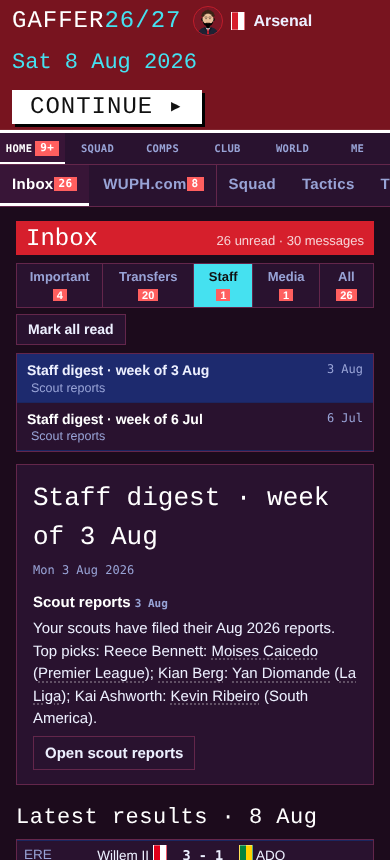 GAFFER26/27 Arsenal
Sat 8 Aug 2026
CONTINUE ▸
HOME 9+ SQUAD COMPS CLUB WORLD ME
Inbox 26 WUPH.com 8 Squad Tactics T
Inbox 26 unread · 30 messages
Important Transfers Staff Media All
4 20 1 1 26
Mark all read
Staff digest · week of 3 Aug 3 Aug
Scout reports
Staff digest · week of 6 Jul 6 Jul
Scout reports
Staff digest · week
of 3 Aug
Mon 3 Aug 2026
Scout reports 3 Aug
Your scouts have filed their Aug 2026 reports.
Top picks: Reece Bennett: Moises Caicedo
(Premier League); Kian Berg: Yan Diomande (La
Liga); Kai Ashworth: Kevin Ribeiro (South
America).
Open scout reports
Latest results · 8 Aug
ERE Willem II 3 - 1 ADO